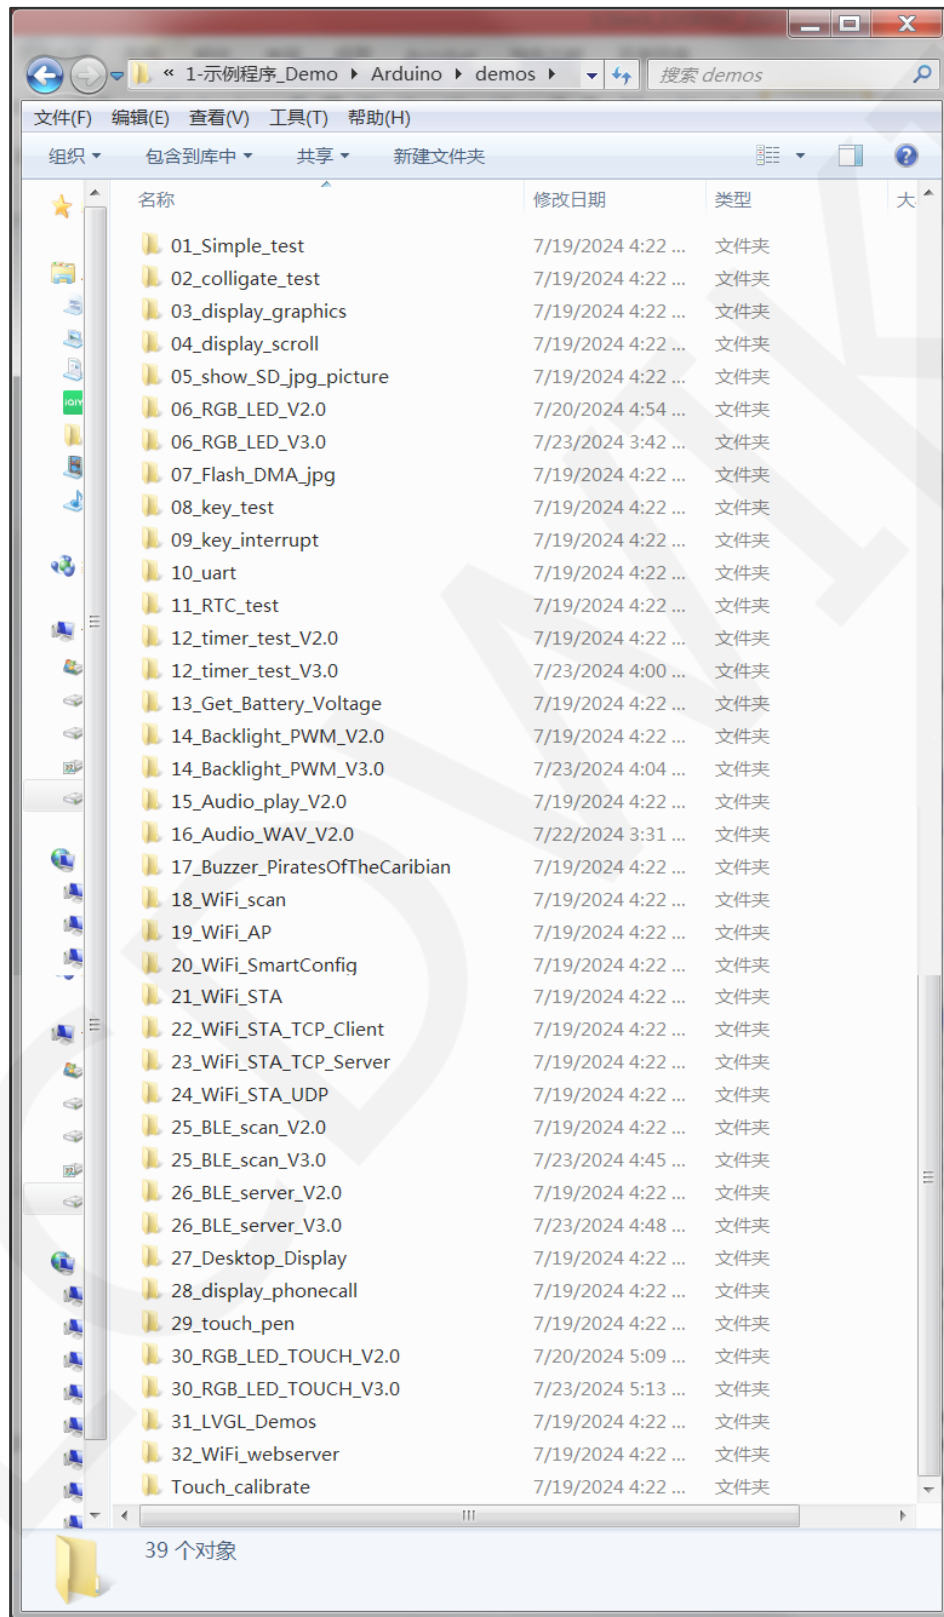 « 1-示例程序_Demo ▸ Arduino ▸ demos ▸ 搜索 demos
文件(F) 编辑(E) 查看(V) 工具(T) 帮助(H)
组织 包含到库中 共享 新建文件夹
名称 修改日期 类型 大
01_Simple_test 7/19/2024 4:22 ... 文件夹
02_colligate_test 7/19/2024 4:22 ... 文件夹
03_display_graphics 7/19/2024 4:22 ... 文件夹
04_display_scroll 7/19/2024 4:22 ... 文件夹
05_show_SD_jpg_picture 7/19/2024 4:22 ... 文件夹
06_RGB_LED_V2.0 7/20/2024 4:54 ... 文件夹
06_RGB_LED_V3.0 7/23/2024 3:42 ... 文件夹
07_Flash_DMA_jpg 7/19/2024 4:22 ... 文件夹
08_key_test 7/19/2024 4:22 ... 文件夹
09_key_interrupt 7/19/2024 4:22 ... 文件夹
10_uart 7/19/2024 4:22 ... 文件夹
11_RTC_test 7/19/2024 4:22 ... 文件夹
12_timer_test_V2.0 7/19/2024 4:22 ... 文件夹
12_timer_test_V3.0 7/23/2024 4:00 ... 文件夹
13_Get_Battery_Voltage 7/19/2024 4:22 ... 文件夹
14_Backlight_PWM_V2.0 7/19/2024 4:22 ... 文件夹
14_Backlight_PWM_V3.0 7/23/2024 4:04 ... 文件夹
15_Audio_play_V2.0 7/19/2024 4:22 ... 文件夹
16_Audio_WAV_V2.0 7/22/2024 3:31 ... 文件夹
17_Buzzer_PiratesOfTheCaribian 7/19/2024 4:22 ... 文件夹
18_WiFi_scan 7/19/2024 4:22 ... 文件夹
19_WiFi_AP 7/19/2024 4:22 ... 文件夹
20_WiFi_SmartConfig 7/19/2024 4:22 ... 文件夹
21_WiFi_STA 7/19/2024 4:22 ... 文件夹
22_WiFi_STA_TCP_Client 7/19/2024 4:22 ... 文件夹
23_WiFi_STA_TCP_Server 7/19/2024 4:22 ... 文件夹
24_WiFi_STA_UDP 7/19/2024 4:22 ... 文件夹
25_BLE_scan_V2.0 7/19/2024 4:22 ... 文件夹
25_BLE_scan_V3.0 7/23/2024 4:45 ... 文件夹
26_BLE_server_V2.0 7/19/2024 4:22 ... 文件夹
26_BLE_server_V3.0 7/23/2024 4:48 ... 文件夹
27_Desktop_Display 7/19/2024 4:22 ... 文件夹
28_display_phonecall 7/19/2024 4:22 ... 文件夹
29_touch_pen 7/19/2024 4:22 ... 文件夹
30_RGB_LED_TOUCH_V2.0 7/20/2024 5:09 ... 文件夹
30_RGB_LED_TOUCH_V3.0 7/23/2024 5:13 ... 文件夹
31_LVGL_Demos 7/19/2024 4:22 ... 文件夹
32_WiFi_webserver 7/19/2024 4:22 ... 文件夹
Touch_calibrate 7/19/2024 4:22 ... 文件夹
39 个对象